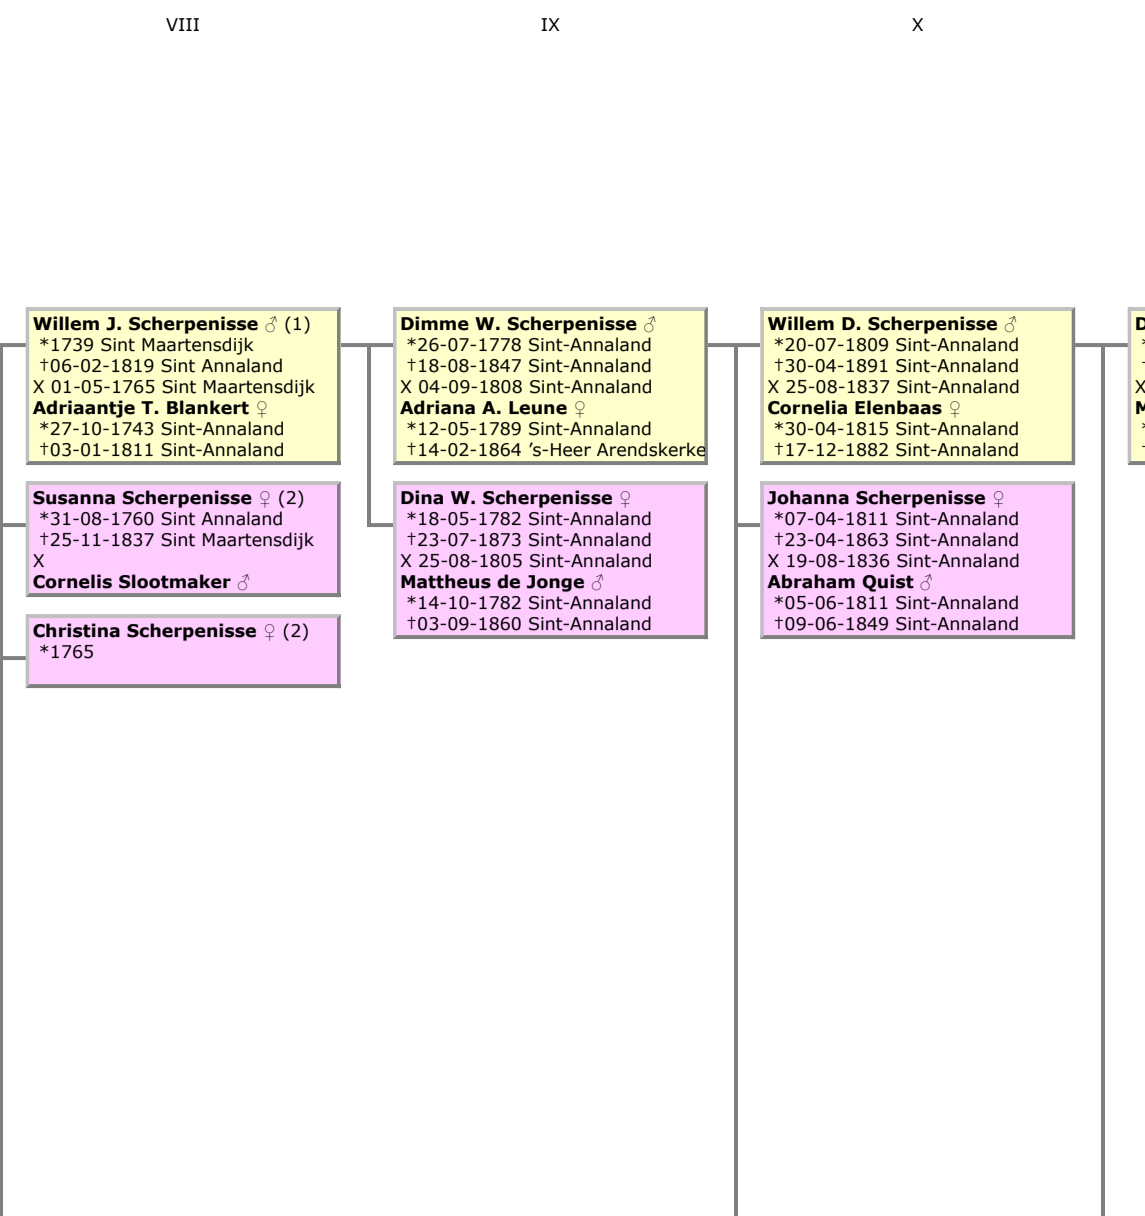 VIII
IX
X
Willem J. Scherpenisse ♂ (1)
*1739 Sint Maartensdijk
†06-02-1819 Sint Annaland
X 01-05-1765 Sint Maartensdijk
Adriaantje T. Blankert ♀
*27-10-1743 Sint-Annaland
†03-01-1811 Sint-Annaland
Susanna Scherpenisse ♀ (2)
*31-08-1760 Sint Annaland
†25-11-1837 Sint Maartensdijk
X
Cornelis Slootmaker ♂
Christina Scherpenisse ♀ (2)
*1765
Dimme W. Scherpenisse ♂
*26-07-1778 Sint-Annaland
†18-08-1847 Sint-Annaland
X 04-09-1808 Sint-Annaland
Adriana A. Leune ♀
*12-05-1789 Sint-Annaland
†14-02-1864 ’s-Heer Arendskerke
Dina W. Scherpenisse ♀
*18-05-1782 Sint-Annaland
†23-07-1873 Sint-Annaland
X 25-08-1805 Sint-Annaland
Mattheus de Jonge ♂
*14-10-1782 Sint-Annaland
†03-09-1860 Sint-Annaland
Willem D. Scherpenisse ♂
*20-07-1809 Sint-Annaland
†30-04-1891 Sint-Annaland
X 25-08-1837 Sint-Annaland
Cornelia Elenbaas ♀
*30-04-1815 Sint-Annaland
†17-12-1882 Sint-Annaland
Johanna Scherpenisse ♀
*07-04-1811 Sint-Annaland
†23-04-1863 Sint-Annaland
X 19-08-1836 Sint-Annaland
Abraham Quist ♂
*05-06-1811 Sint-Annaland
†09-06-1849 Sint-Annaland